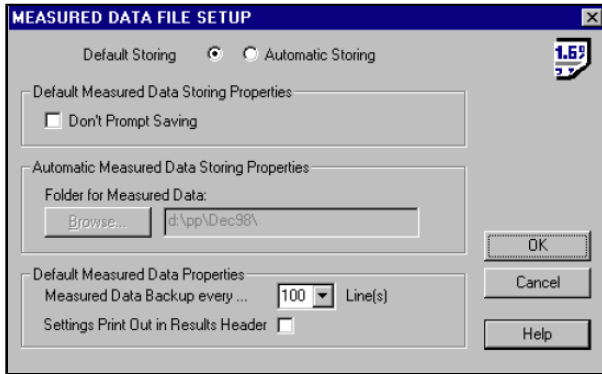 MEASURED DATA FILE SETUP
Default Storing Automatic Storing
1.6
Default Measured Data Storing Properties
Don't Prompt Saving
Automatic Measured Data Storing Properties
Folder for Measured Data:
Browse... d:\pp\Dec98\
OK
Default Measured Data Properties
Measured Data Backup every ... 100 Line(s)
Cancel
Settings Print Out in Results Header
Help